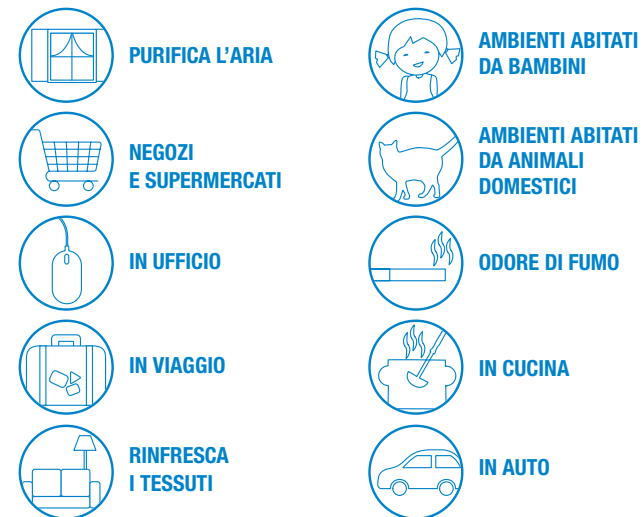 PURIFICA L’ARIA
NEGOZI
E SUPERMERCATI
IN UFFICIO
IN VIAGGIO
RINFRESCA
I TESSUTI
AMBIENTI ABITATI
DA BAMBINI
AMBIENTI ABITATI
DA ANIMALI
DOMESTICI
ODORE DI FUMO
IN CUCINA
IN AUTO